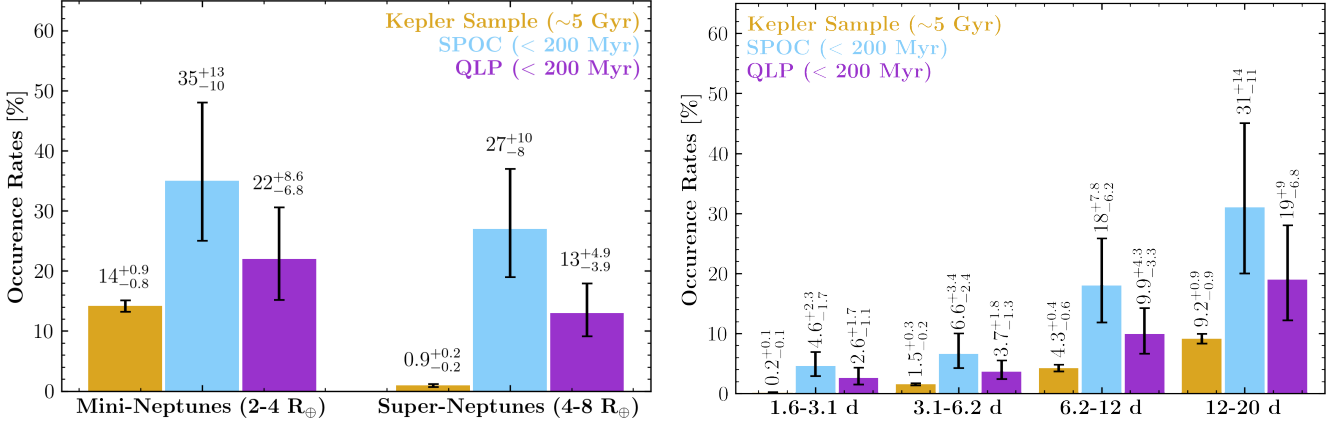 Kepler Sample (~5 Gyr)
SPOC (< 200 Myr)
QLP (< 200 Myr)
Occurence Rates [%]
60
50
40
30
20
10
0
14+0.9−0.8
35+13−10
22+8.6−6.8
0.9+0.2−0.2
27+10−8
13+4.9−3.9
Mini-Neptunes (2-4 R⊕)
Super-Neptunes (4-8 R⊕)
Kepler Sample (~5 Gyr)
SPOC (< 200 Myr)
QLP (< 200 Myr)
Occurence Rates [%]
60
50
40
30
20
10
0
0.2+0.1−0.1
4.6+2.3−1.7
2.6+1.7−1.1
1.5+0.3−0.2
6.6+3.4−2.4
3.7+1.8−1.3
4.3+0.4−0.6
18+7.8−6.2
9.9+4.3−3.3
9.2+0.9−0.9
31+14−11
19+9−6.8
1.6-3.1 d
3.1-6.2 d
6.2-12 d
12-20 d